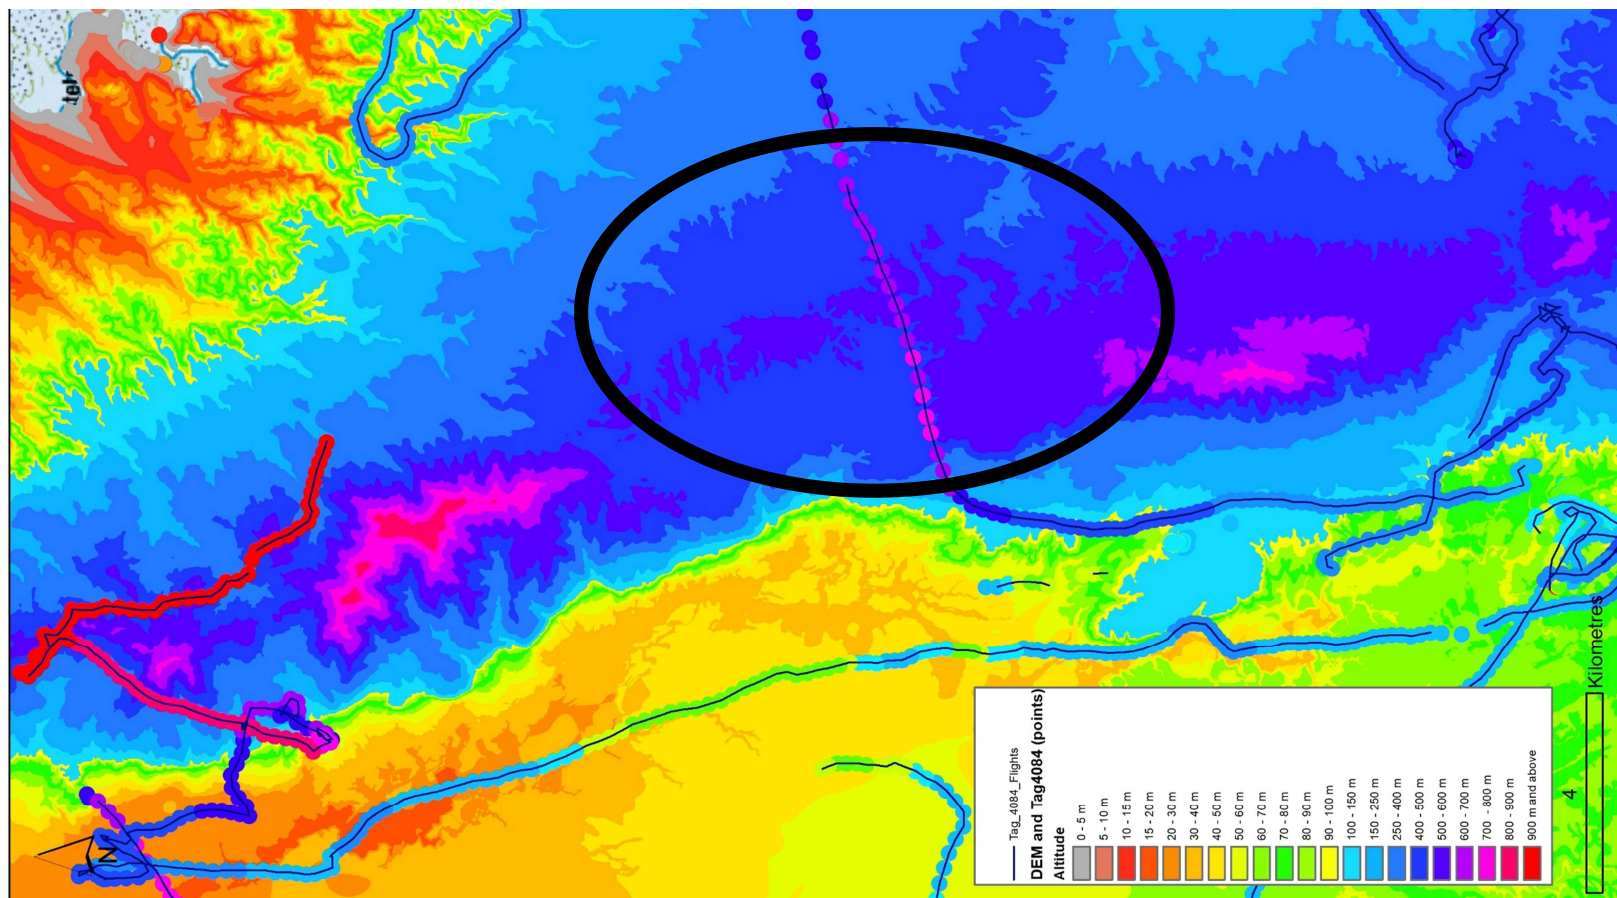 ter
N
Tag_4084_Flights
DEM and Tag4084 (points)
Altitude
0 - 5 m
5 - 10 m
10 - 15 m
15 - 20 m
20 - 30 m
30 - 40 m
40 - 50 m
50 - 60 m
60 - 70 m
70 - 80 m
80 - 90 m
90 - 100 m
100 - 150 m
150 - 250 m
250 - 400 m
400 - 500 m
500 - 600 m
600 - 700 m
700 - 800 m
800 - 900 m
900 m and above
4
Kilometres